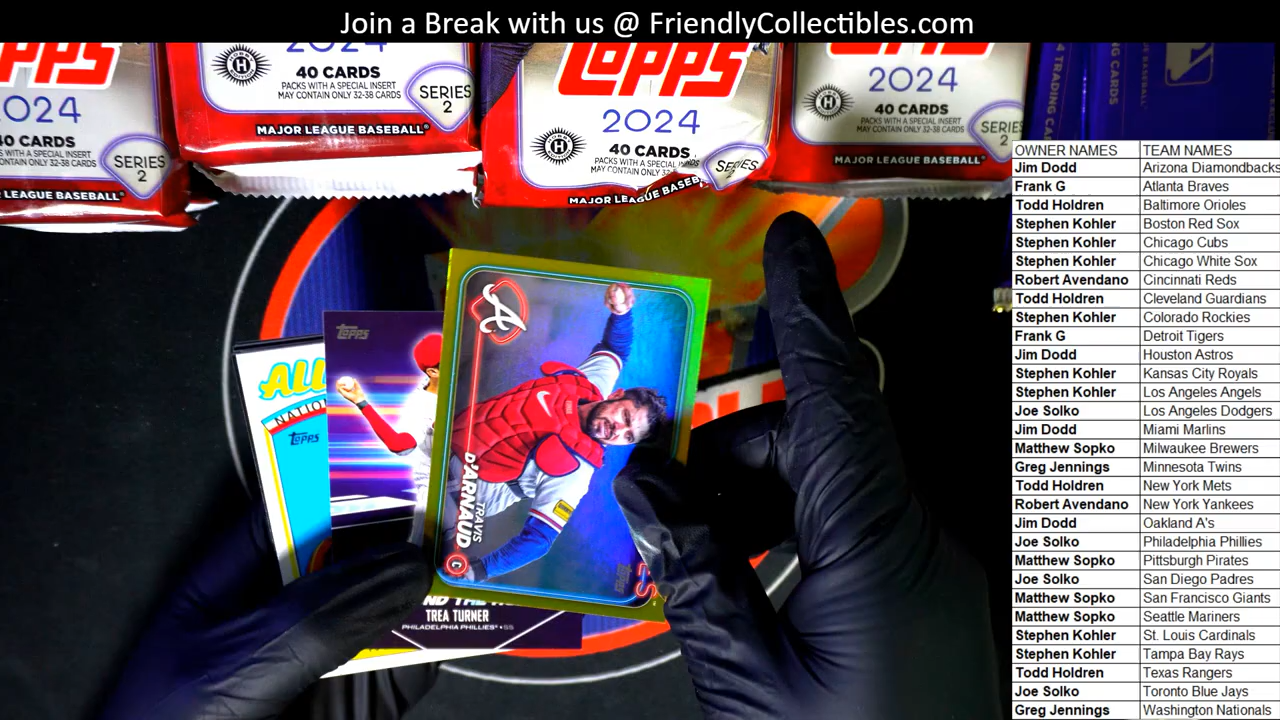 Join a Break with us @ FriendlyCollectibles.com
2024
40 CARDS
PACKS WITH A SPECIAL INSERT
MAY CONTAIN ONLY 32-38 CARDS
SERIES
2
MAJOR LEAGUE BASEBALL®
2024
40 CARDS
PACKS WITH A SPECIAL INSERT
MAY CONTAIN ONLY 32-38 CARDS
SERIES
2
MAJOR LEAGUE BASEBALL®
TOPPS
2024
40 CARDS
PACKS WITH A SPECIAL
MAY CONTAIN ONLY
SERIES
MAJOR LEAGUE BASEB
2024
40 CARDS
PACKS WITH A SPECIAL INSERT
MAY CONTAIN ONLY 32-38 CARDS
SERIES
2
MAJOR LEAGUE BASEBALL®
TOPPS
TOPPS
A
TRAVIS
D'ARNAUD
C
TREA TURNER
PHILADELPHIA PHILLIES® • SS
OWNER NAMES TEAM NAMES
Jim Dodd Arizona Diamondbacks
Frank G Atlanta Braves
Todd Holdren Baltimore Orioles
Stephen Kohler Boston Red Sox
Stephen Kohler Chicago Cubs
Stephen Kohler Chicago White Sox
Robert Avendano Cincinnati Reds
Todd Holdren Cleveland Guardians
Stephen Kohler Colorado Rockies
Frank G Detroit Tigers
Jim Dodd Houston Astros
Stephen Kohler Kansas City Royals
Stephen Kohler Los Angeles Angels
Joe Solko Los Angeles Dodgers
Jim Dodd Miami Marlins
Matthew Sopko Milwaukee Brewers
Greg Jennings Minnesota Twins
Todd Holdren New York Mets
Robert Avendano New York Yankees
Jim Dodd Oakland A's
Joe Solko Philadelphia Phillies
Matthew Sopko Pittsburgh Pirates
Joe Solko San Diego Padres
Matthew Sopko San Francisco Giants
Matthew Sopko Seattle Mariners
Stephen Kohler St. Louis Cardinals
Stephen Kohler Tampa Bay Rays
Todd Holdren Texas Rangers
Joe Solko Toronto Blue Jays
Greg Jennings Washington Nationals